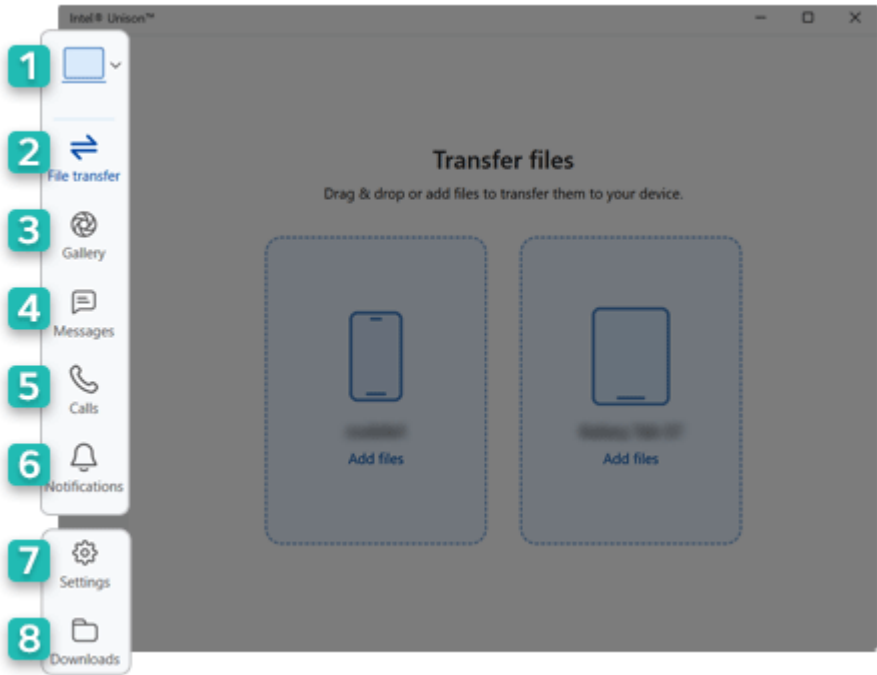 Intel® Unison™
1
2
File transfer
3
Gallery
4
Messages
5
Calls
6
Notifications
7
Settings
8
Downloads
Transfer files
Drag & drop or add files to transfer them to your device.
Add files
Add files